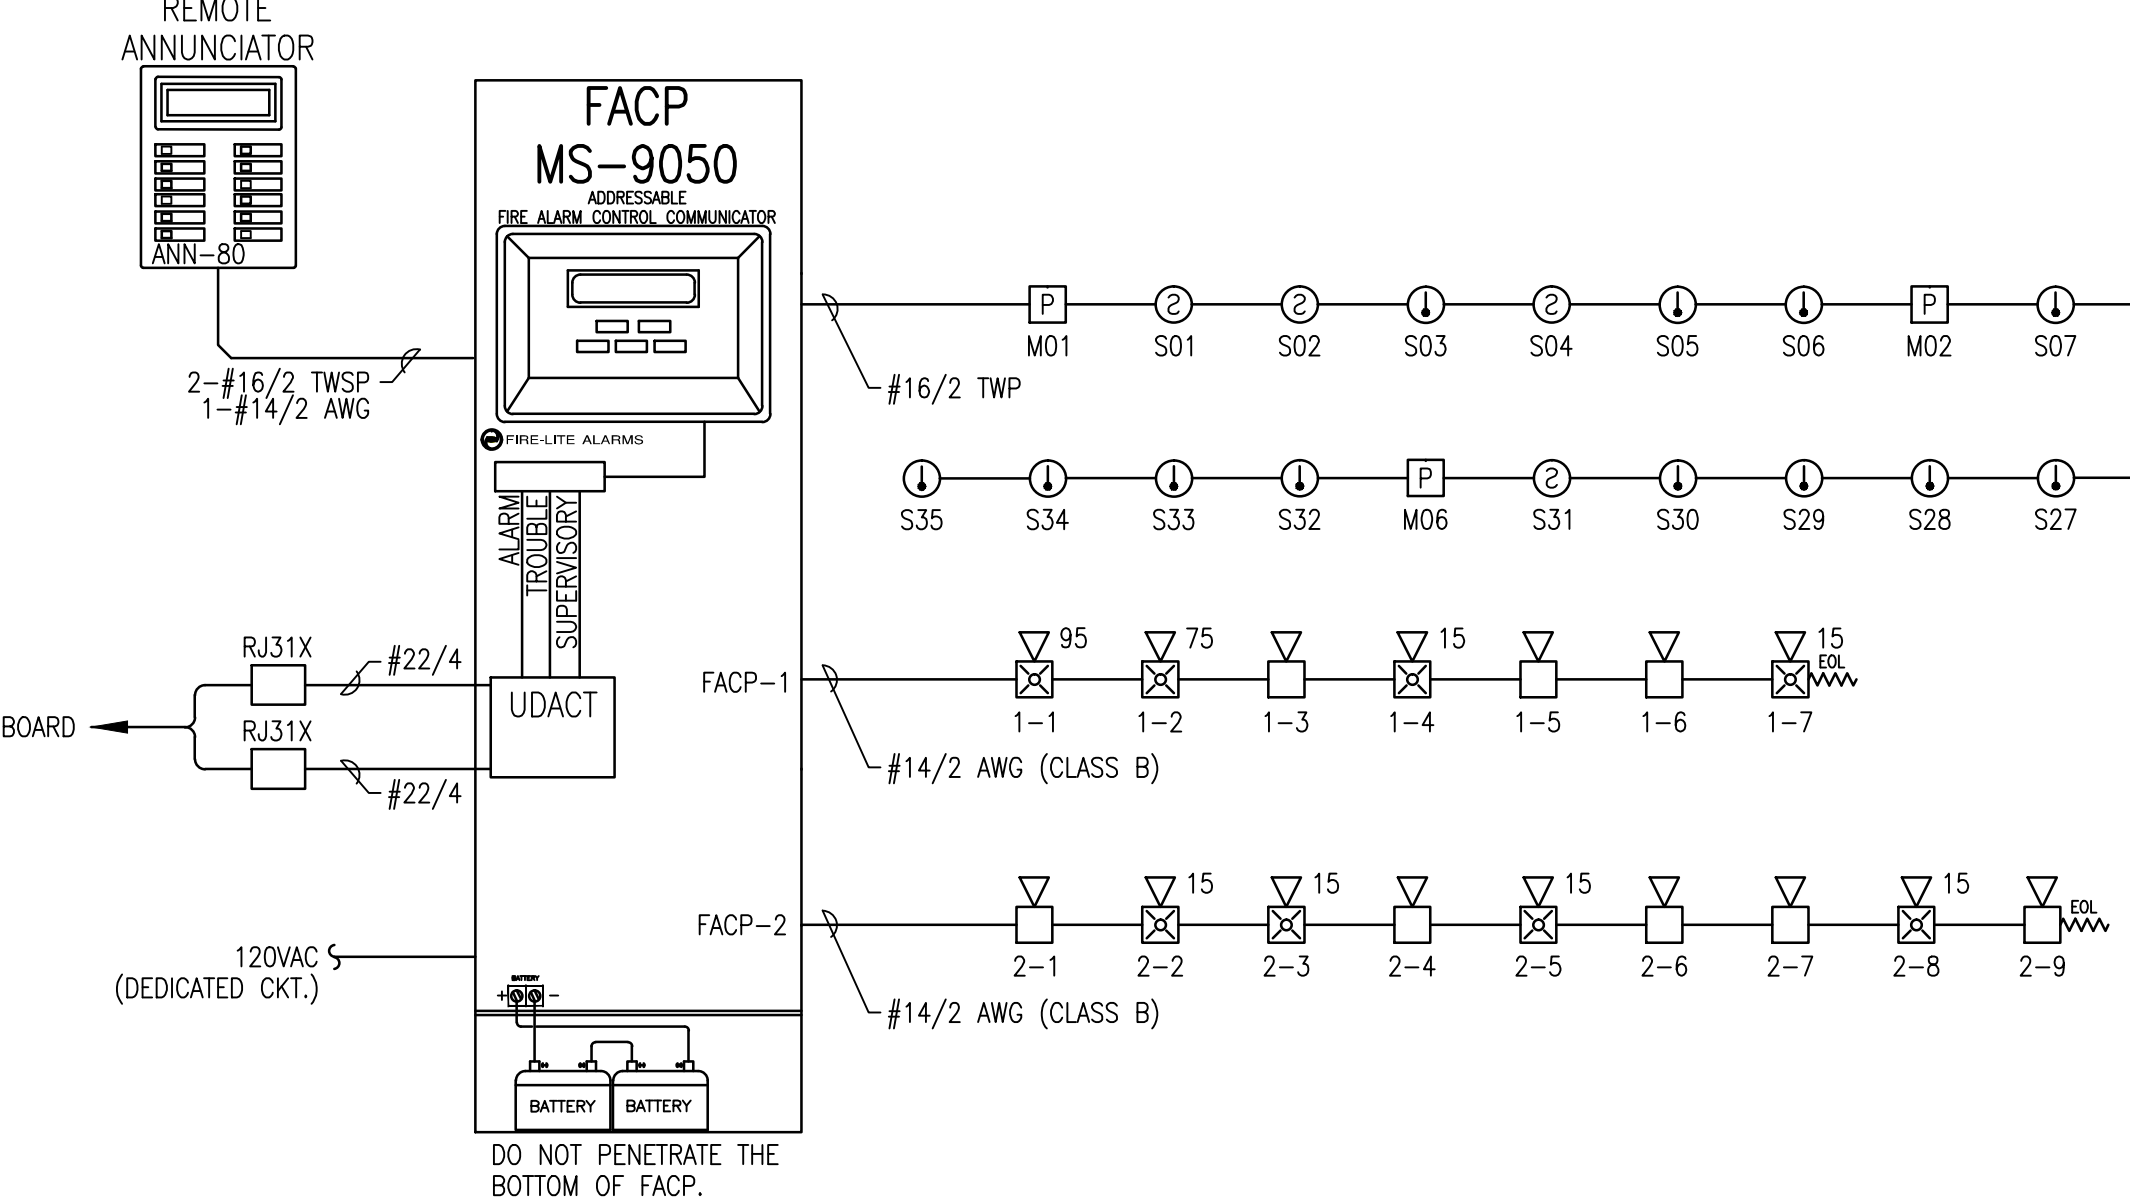 REMOTE
ANNUNCIATOR
ANN-80
2-#16/2 TWSP
1-#14/2 AWG
FACP
MS-9050
ADDRESSABLE
FIRE ALARM CONTROL COMMUNICATOR
FIRE-LITE ALARMS
ALARM
TROUBLE
SUPERVISORY
UDACT
RJ31X
#22/4
BOARD
RJ31X
#22/4
120VAC
(DEDICATED CKT.)
BATTERY
+ -
BATTERY BATTERY
DO NOT PENETRATE THE
BOTTOM OF FACP.
P S S S P
M01 S01 S02 S03 S04 S05 S06 M02 S07
#16/2 TWP
P S
S35 S34 S33 S32 M06 S31 S30 S29 S28 S27
95 75 15 15
EOL
FACP-1
1-1 1-2 1-3 1-4 1-5 1-6 1-7
#14/2 AWG (CLASS B)
15 15 15 15
EOL
FACP-2
2-1 2-2 2-3 2-4 2-5 2-6 2-7 2-8 2-9
#14/2 AWG (CLASS B)